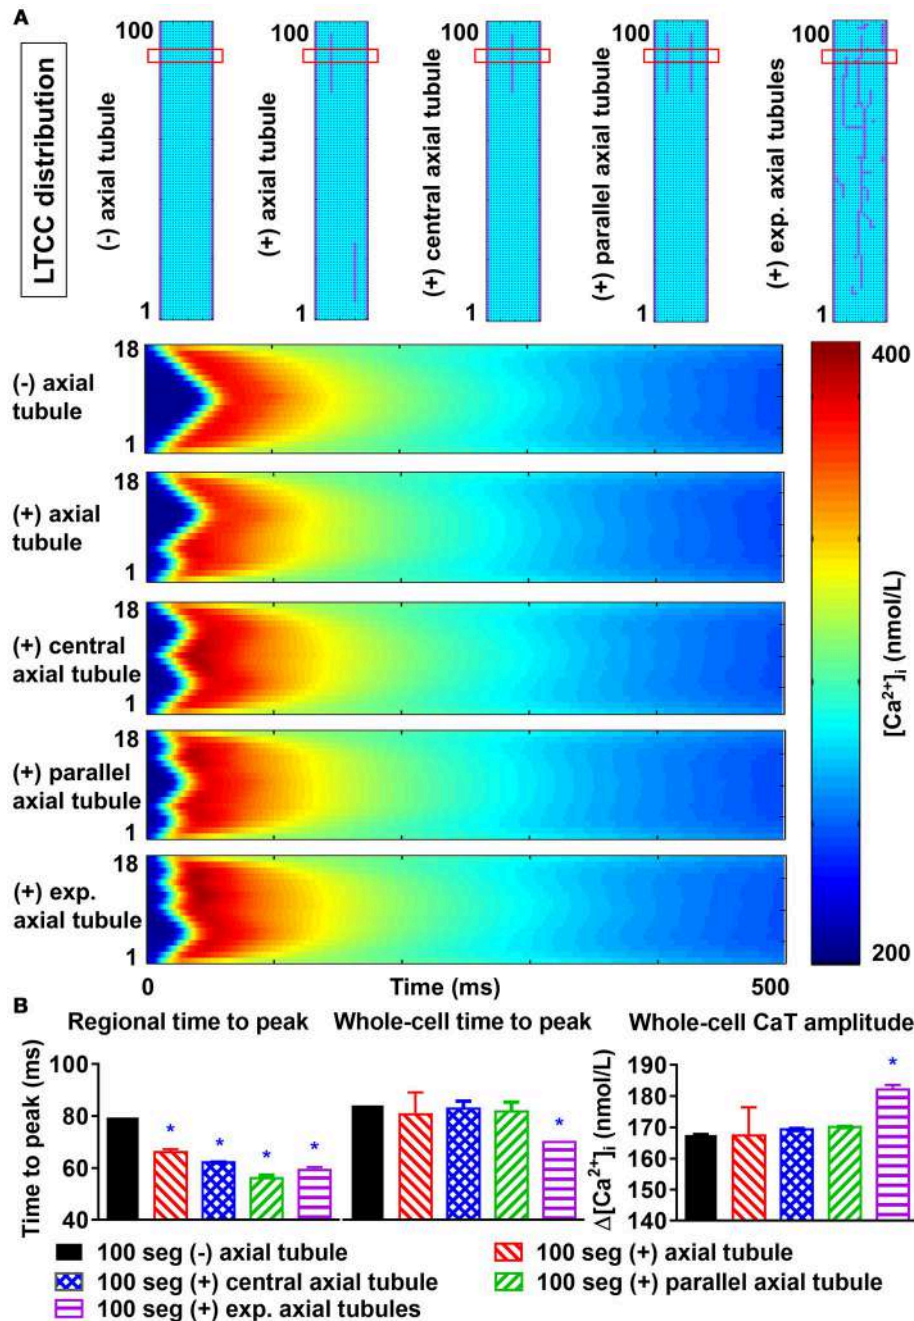 A
LTCC distribution
100
(-) axial tubule
1
100
(+) axial tubule
1
100
(+) central axial tubule
1
100
(+) parallel axial tubule
1
100
(+) exp. axial tubules
1
(-) axial
tubule
18
1
(+) axial
tubule
18
1
(+) central
axial tubule
18
1
(+) parallel
axial tubule
18
1
(+) exp.
axial tubule
18
1
0
Time (ms)
500
400
[Ca²⁺]ᵢ (nmol/L)
200
B
Regional time to peak
Whole-cell time to peak
Whole-cell CaT amplitude
Time to peak (ms)
100
80
60
40
* * * *
*
Δ[Ca²⁺]ᵢ (nmol/L)
190
180
170
160
150
140
*
100 seg (-) axial tubule
100 seg (+) axial tubule
100 seg (+) central axial tubule
100 seg (+) parallel axial tubule
100 seg (+) exp. axial tubules